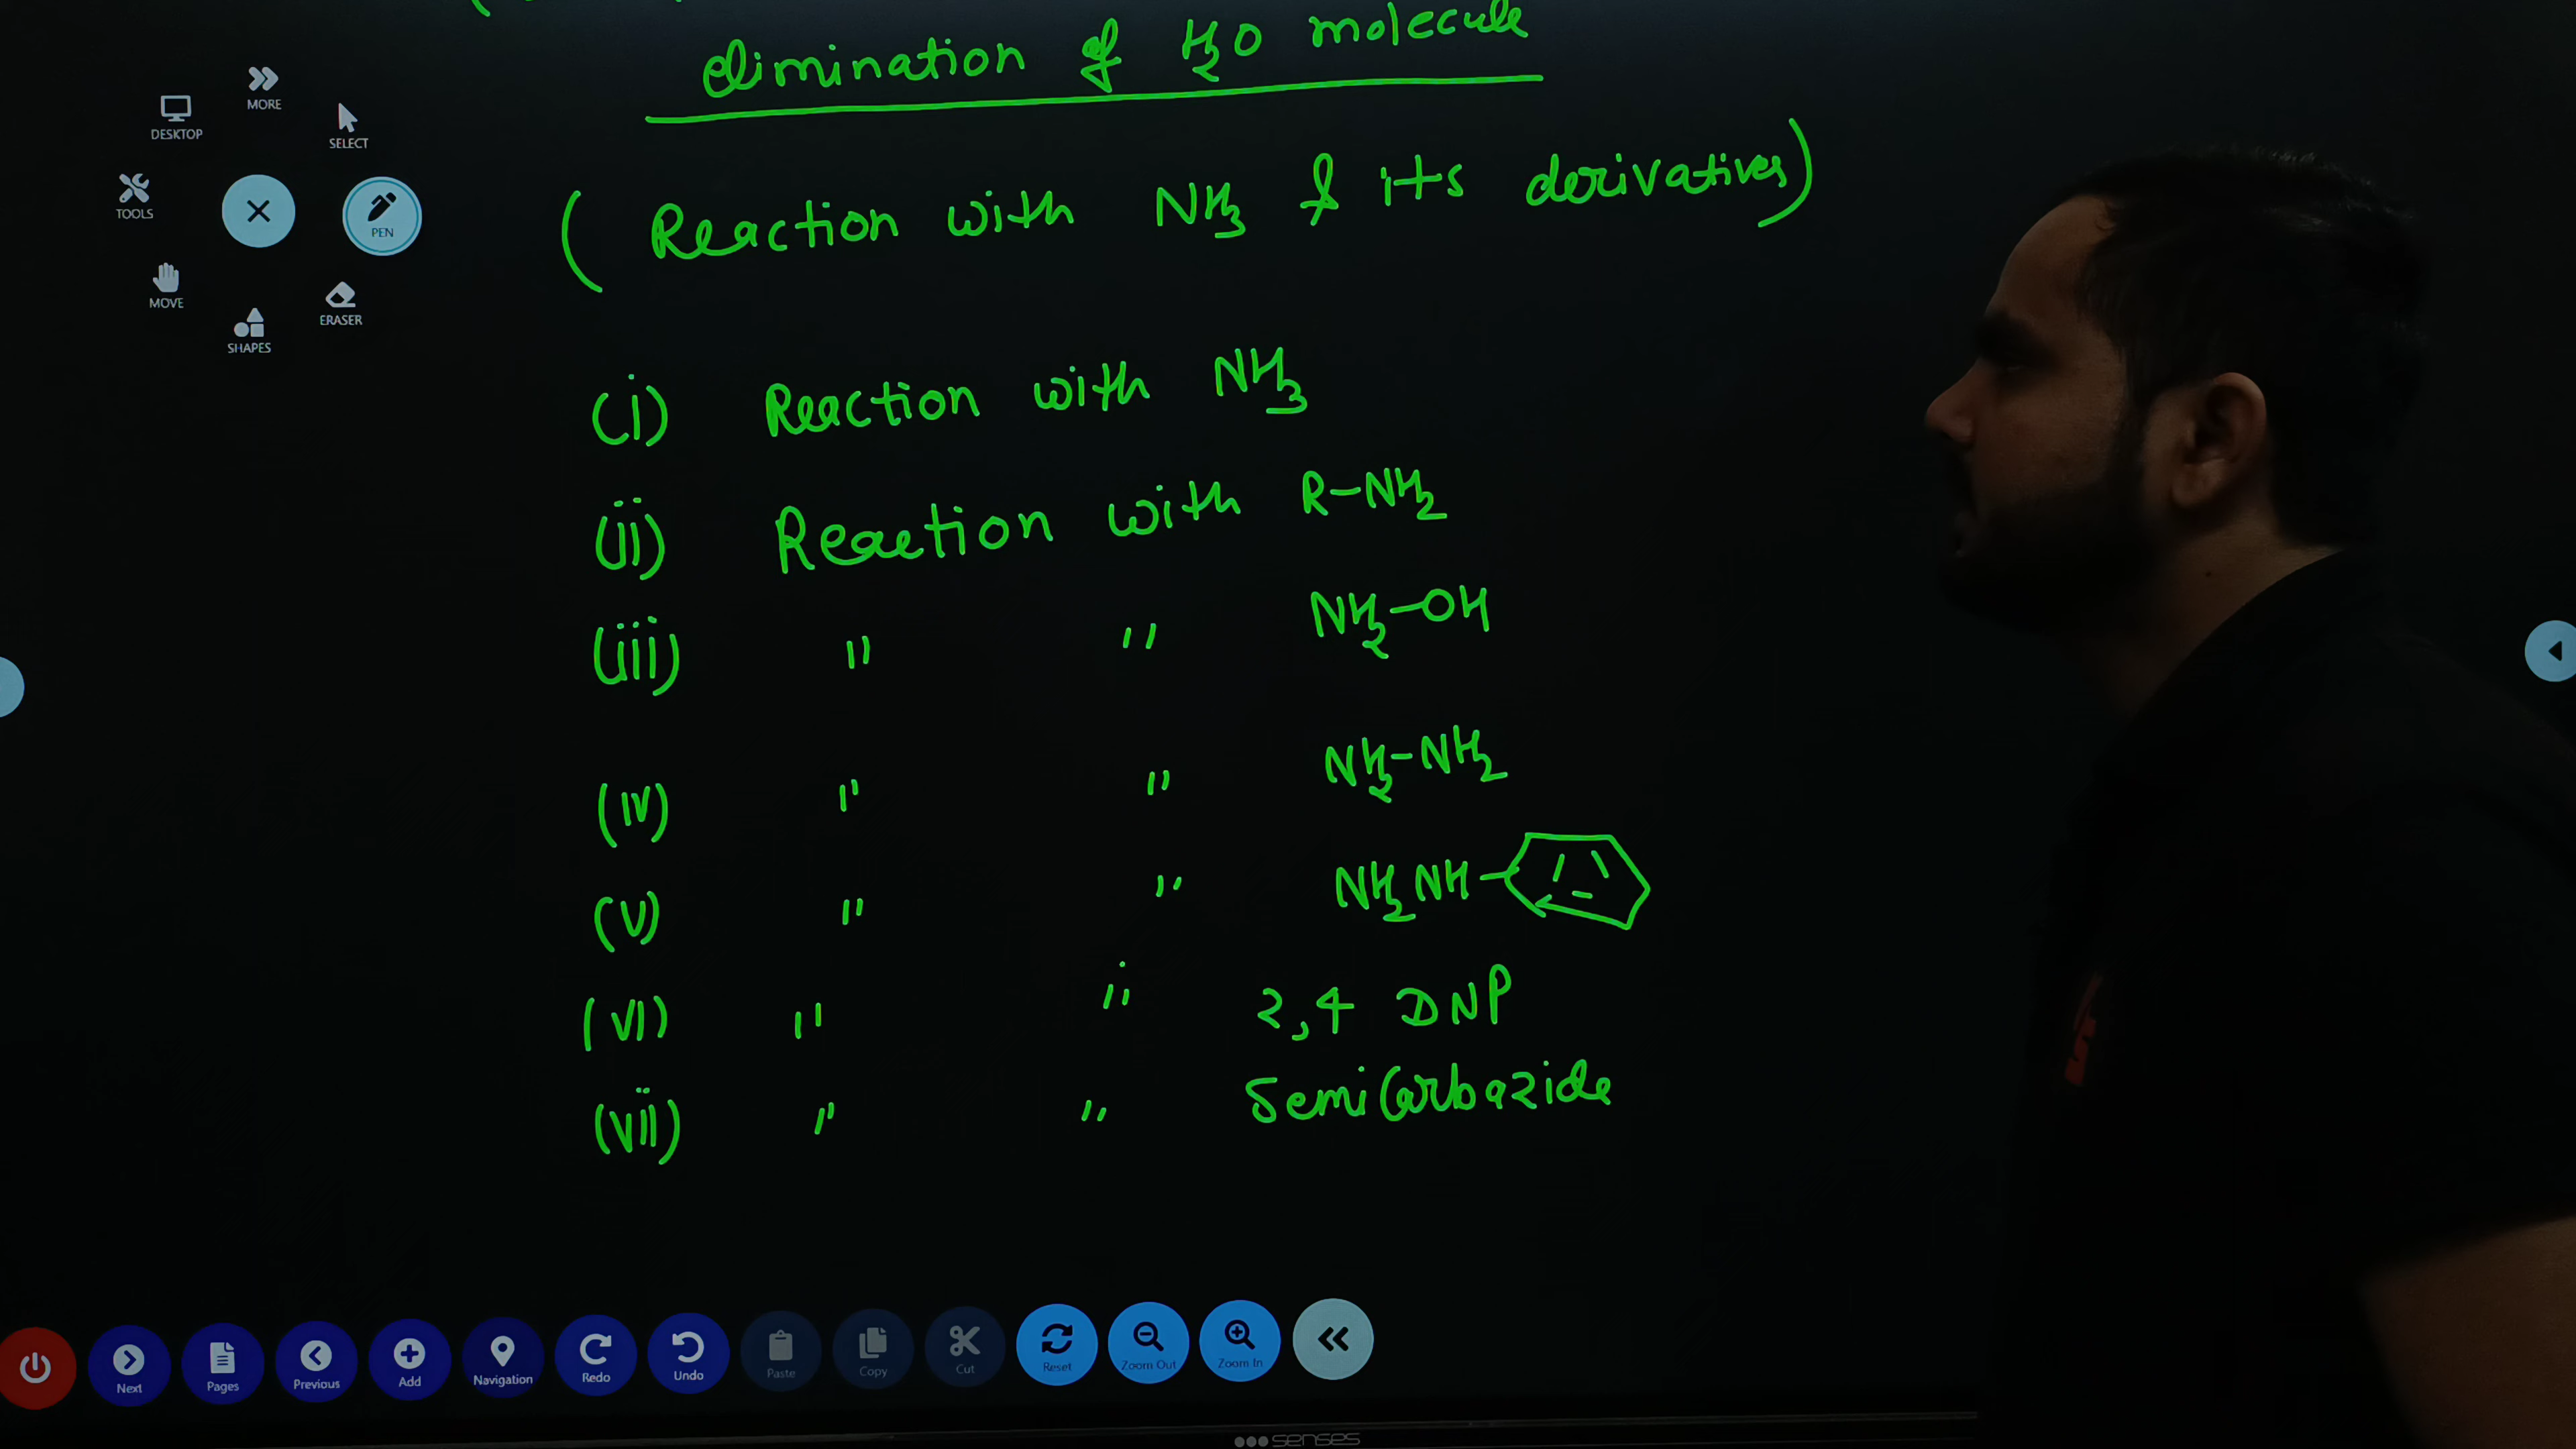 elimination of H2O molecule
(Reaction with NH3 & its derivatives)
(i) Reaction with NH3
(ii) Reaction with R-NH2
(iii) " " NH2-OH
(iv) " " NH2-NH2
(v) " " NH2NH-
(vi) " " 2,4 DNP
(vii) " " SemiCarbazide
MORE
DESKTOP
SELECT
TOOLS
PEN
MOVE
ERASER
SHAPES
Next
Pages
Previous
Add
Navigation
Redo
Undo
Paste
Copy
Cut
Reset
Zoom Out
Zoom In
senses